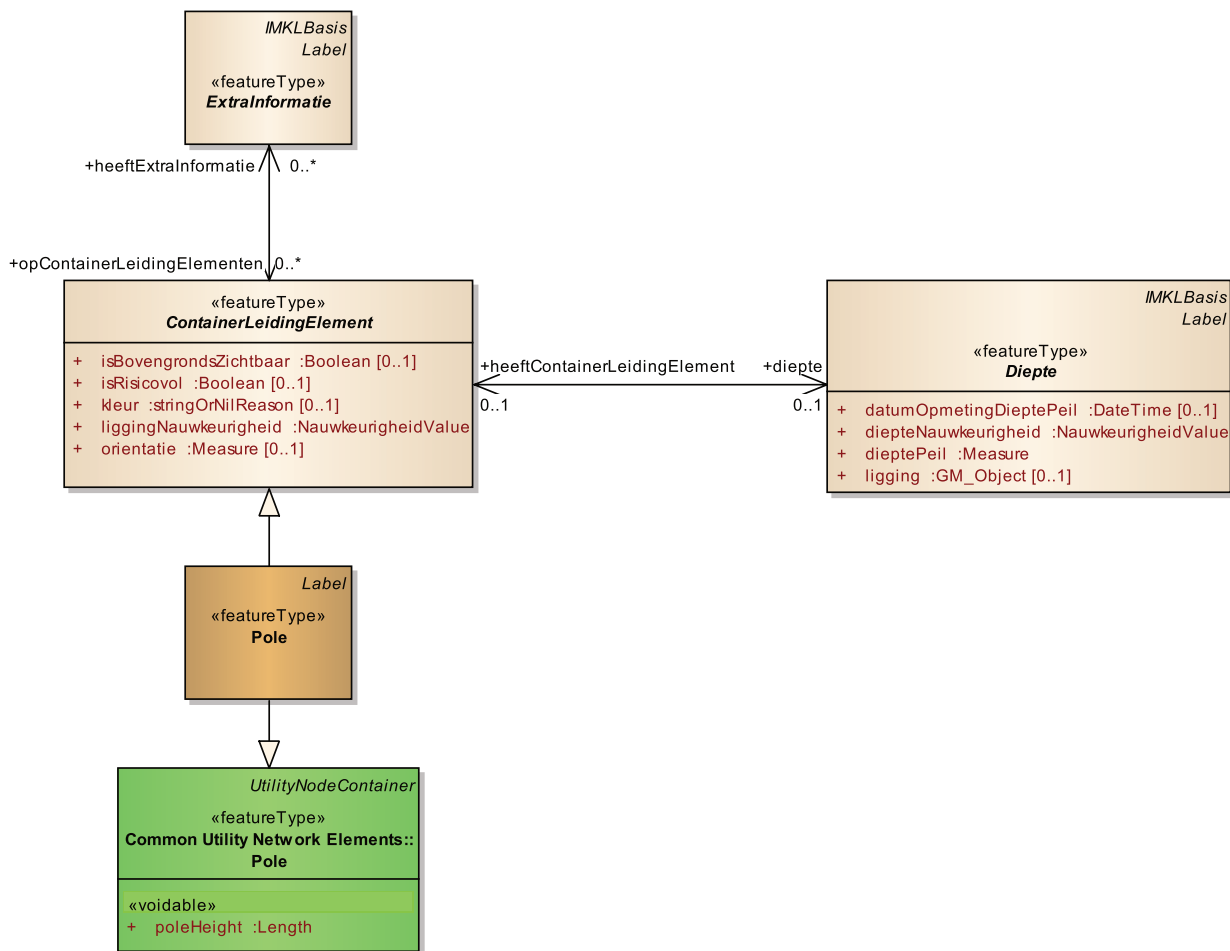 IMKLBasis
Label
«featureType»
ExtraInformatie
+heeftExtraInformatie 0..*
+opContainerLeidingElementen 0..*
«featureType»
ContainerLeidingElement
+ isBovengrondsZichtbaar :Boolean [0..1]
+ isRisicovol :Boolean [0..1]
+ kleur :stringOrNilReason [0..1]
+ liggingNauwkeurigheid :NauwkeurigheidValue
+ orientatie :Measure [0..1]
+heeftContainerLeidingElement +diepte
0..1 0..1
IMKLBasis
Label
«featureType»
Diepte
+ datumOpmetingDieptePeil :DateTime [0..1]
+ diepteNauwkeurigheid :NauwkeurigheidValue
+ dieptePeil :Measure
+ ligging :GM_Object [0..1]
Label
«featureType»
Pole
UtilityNodeContainer
«featureType»
Common Utility Network Elements::
Pole
«voidable»
+ poleHeight :Length